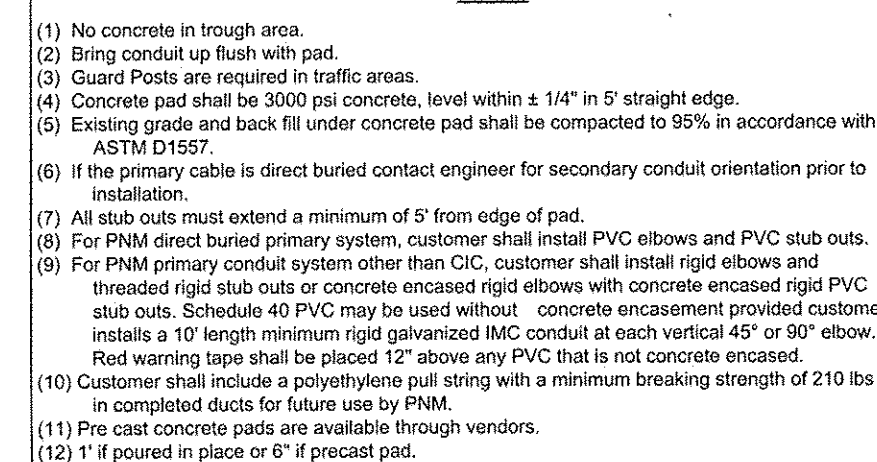 (1) No concrete in trough area.
(2) Bring conduit up flush with pad.
(3) Guard Posts are required in traffic areas.
(4) Concrete pad shall be 3000 psi concrete, level within ± 1/4" in 5' straight edge.
(5) Existing grade and back fill under concrete pad shall be compacted to 95% in accordance with
ASTM D1557.
(6) If the primary cable is direct buried contact engineer for secondary conduit orientation prior to
installation.
(7) All stub outs must extend a minimum of 5' from edge of pad.
(8) For PNM direct buried primary system, customer shall install PVC elbows and PVC stub outs.
(9) For PNM primary conduit system other than CIC, customer shall install rigid elbows and
threaded rigid stub outs or concrete encased rigid elbows with concrete encased rigid PVC
stub outs. Schedule 40 PVC may be used without concrete encasement provided custome
installs a 10' length minimum rigid galvanized IMC conduit at each vertical 45° or 90° elbow.
Red warning tape shall be placed 12" above any PVC that is not concrete encased.
(10) Customer shall include a polyethylene pull string with a minimum breaking strength of 210 lbs
in completed ducts for future use by PNM.
(11) Pre cast concrete pads are available through vendors.
(12) 1' if poured in place or 6" if precast pad.